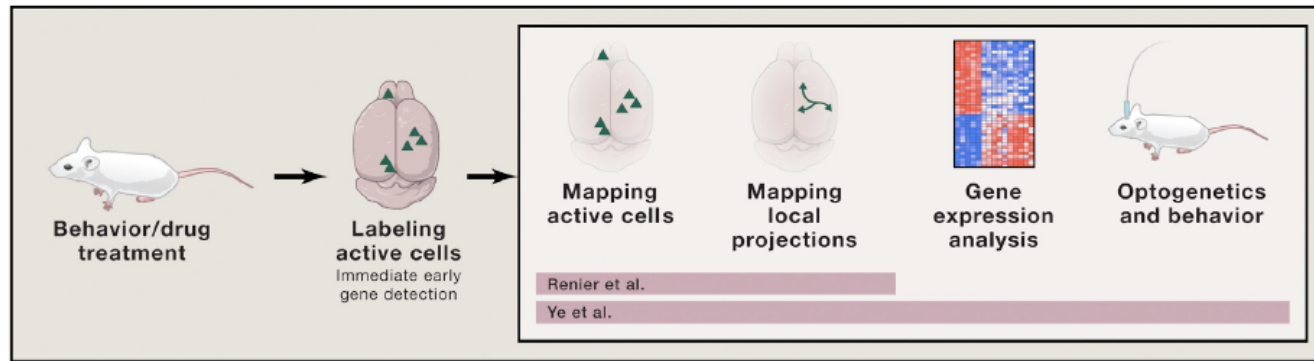 Behavior/drug
treatment
Labeling
active cells
Immediate early
gene detection
Mapping
active cells
Mapping
local
projections
Gene
expression
analysis
Optogenetics
and behavior
Renier et al.
Ye et al.